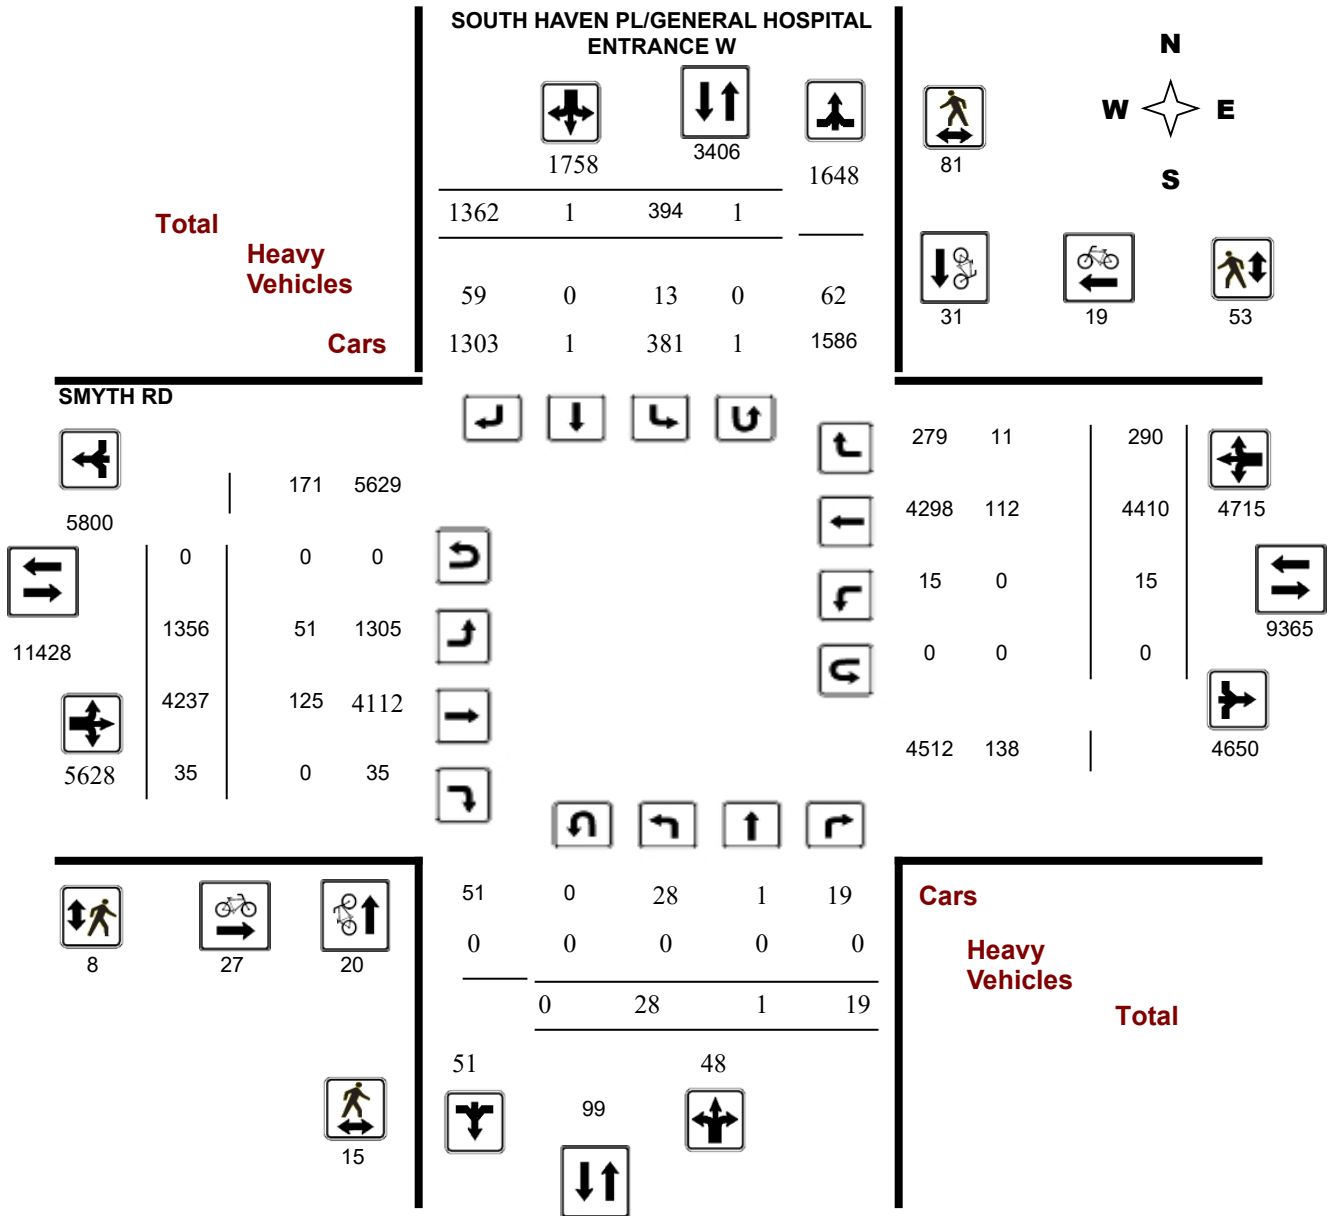 SOUTH HAVEN PL/GENERAL HOSPITAL
ENTRANCE W
N
W E
S
1758 3406 1648 81
1362 1 394 1
Total
Heavy
Vehicles
Cars
59 0 13 0 62
1303 1 381 1 1586
31 19 53
SMYTH RD
279 11 290
171 5629
5800
4298 112 4410 4715
0 0 0
15 0 15
9365
1356 51 1305
11428
0 0 0
4237 125 4112
4512 138 4650
5628 35 0 35
51 0 28 1 19
Cars
0 0 0 0 0
Heavy
Vehicles
8 27 20
0 28 1 19
Total
51 48
99
15